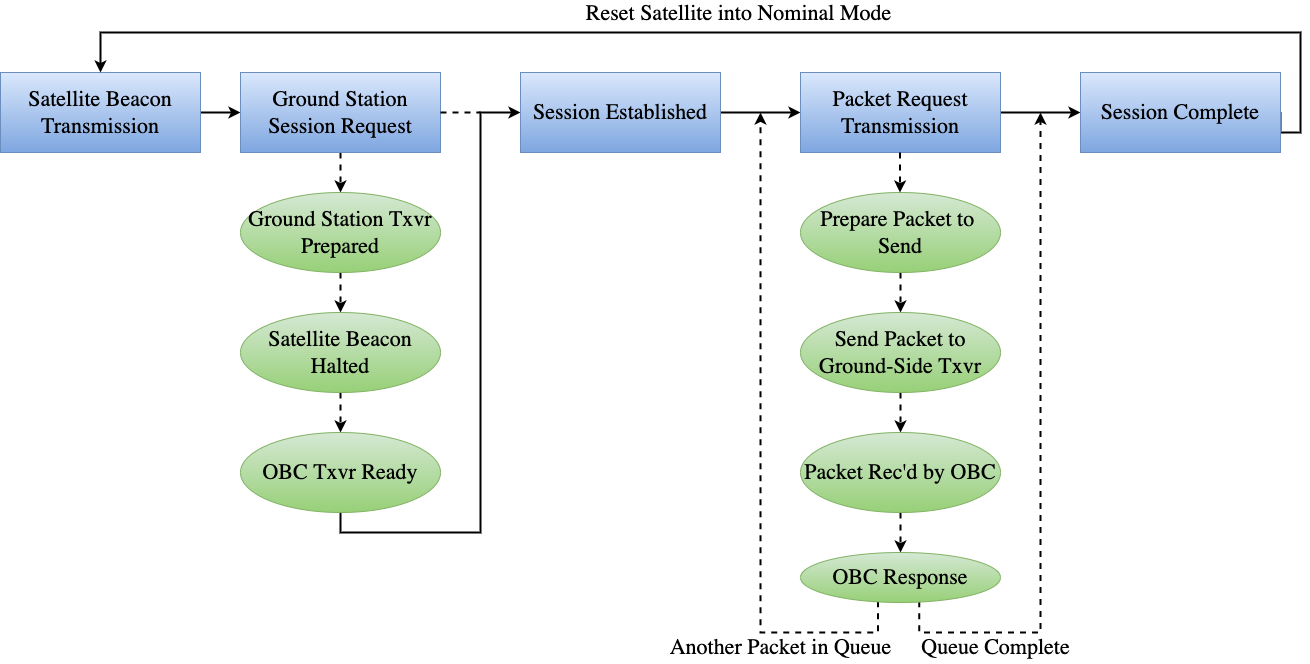 Reset Satellite into Nominal Mode
Satellite Beacon
Transmission
Ground Station
Session Request
Session Established
Packet Request
Transmission
Session Complete
Ground Station Txvr
Prepared
Satellite Beacon
Halted
OBC Txvr Ready
Prepare Packet to
Send
Send Packet to
Ground-Side Txvr
Packet Rec'd by OBC
OBC Response
Another Packet in Queue
Queue Complete